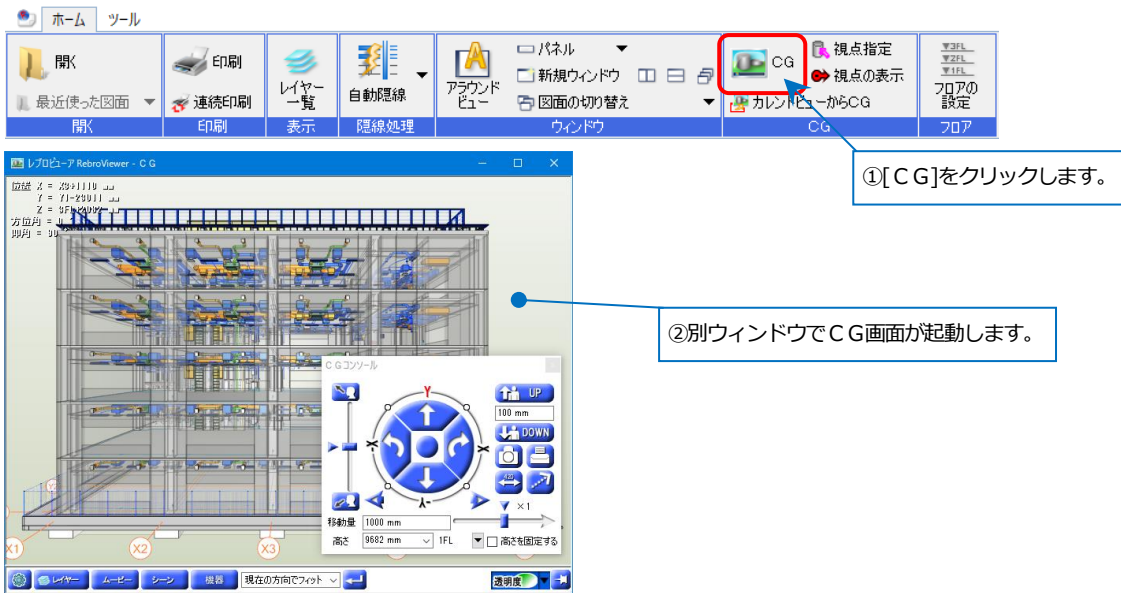 ホーム ツール
開く
最近使った図面
開く
印刷
連続印刷
印刷
レイヤー
一覧
表示
自動隠線
隠線処理
アラウンド
ビュー
パネル
新規ウィンドウ
図面の切り替え
ウィンドウ
CG
視点指定
視点の表示
カレントビューからCG
CG
▼3FL
▼2FL
▼1FL
フロアの
設定
フロア
①[ＣＧ]をクリックします。
レブロビューア RebroViewer - ＣＧ
②別ウィンドウでＣＧ画面が起動します。
ＣＧコンソール
Y
UP
100 mm
DOWN
X
-X
-Y
×1
移動量 1000 mm
高さ 9682 mm 1FL 高さを固定する
X1 X2 X3
レイヤー ムービー シーン 機器 現在の方向でフィット 透明度